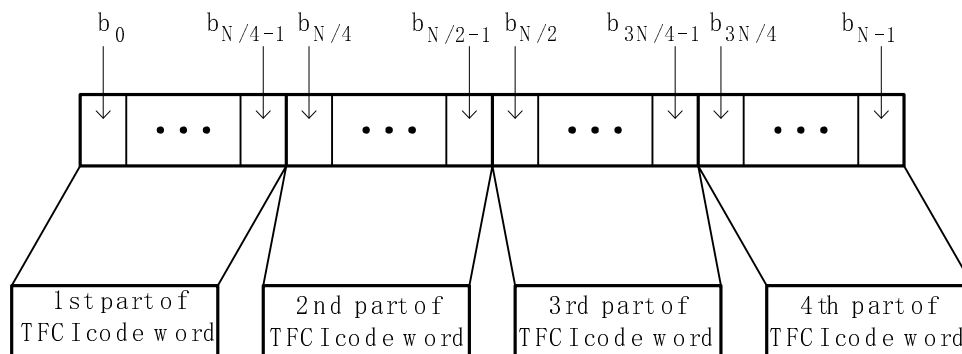 b0 bN/4-1 bN/4 bN/2-1 bN/2 b3N/4-1 b3N/4 bN-1
1st part of
TFCI code word
2nd part of
TFCI code word
3rd part of
TFCI code word
4th part of
TFCI code word